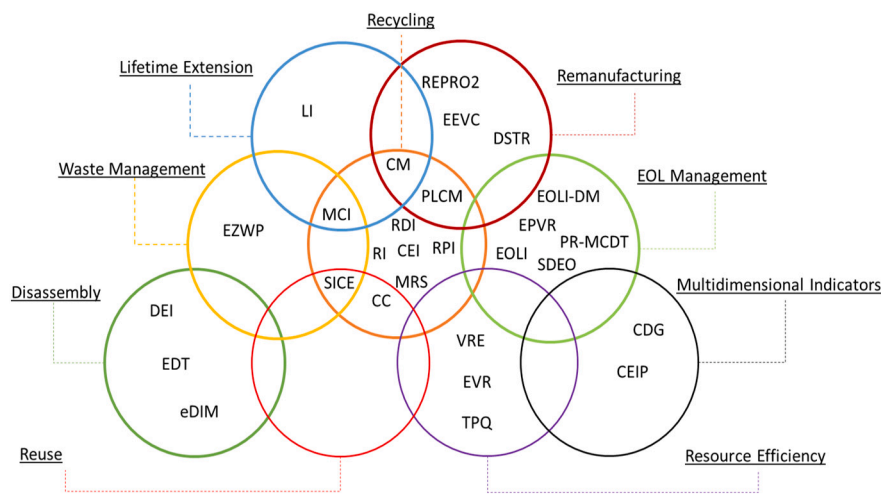 Recycling
Lifetime Extension
Remanufacturing
REPRO2
LI
EEVC
DSTR
Waste Management
CM
EOL Management
PLCM
EOLI-DM
MCI
RDI
EPVR
EZWP
RI
CEI
RPI
EOLI
PR-MCDT
SDEO
Disassembly
SICE
MRS
Multidimensional Indicators
CC
DEI
VRE
CDG
EDT
CEIP
EVR
eDIM
TPQ
Reuse
Resource Efficiency